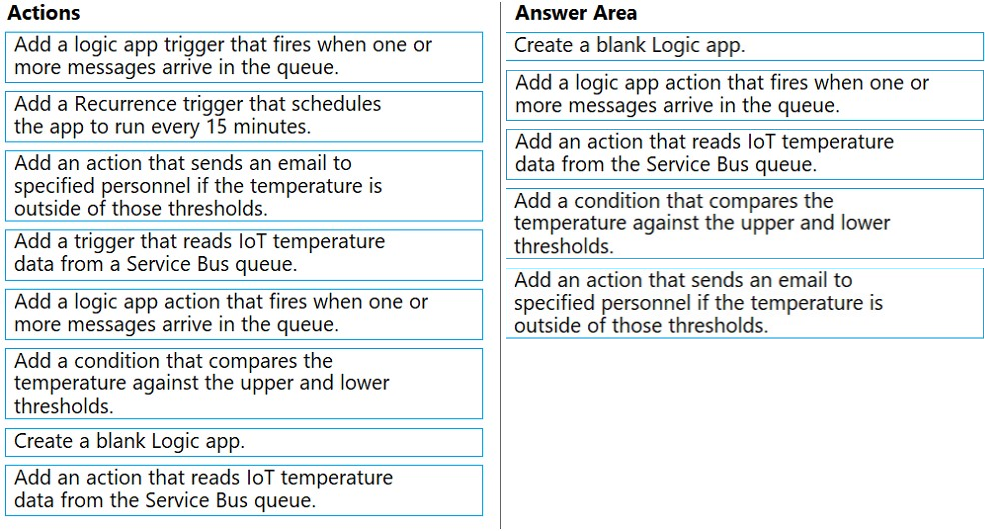 Actions
Add a logic app trigger that fires when one or
more messages arrive in the queue.
Add a Recurrence trigger that schedules
the app to run every 15 minutes.
Add an action that sends an email to
specified personnel if the temperature is
outside of those thresholds.
Add a trigger that reads IoT temperature
data from a Service Bus queue.
Add a logic app action that fires when one or
more messages arrive in the queue.
Add a condition that compares the
temperature against the upper and lower
thresholds.
Create a blank Logic app.
Add an action that reads IoT temperature
data from the Service Bus queue.
Answer Area
Create a blank Logic app.
Add a logic app action that fires when one or
more messages arrive in the queue.
Add an action that reads IoT temperature
data from the Service Bus queue.
Add a condition that compares the
temperature against the upper and lower
thresholds.
Add an action that sends an email to
specified personnel if the temperature is
outside of those thresholds.